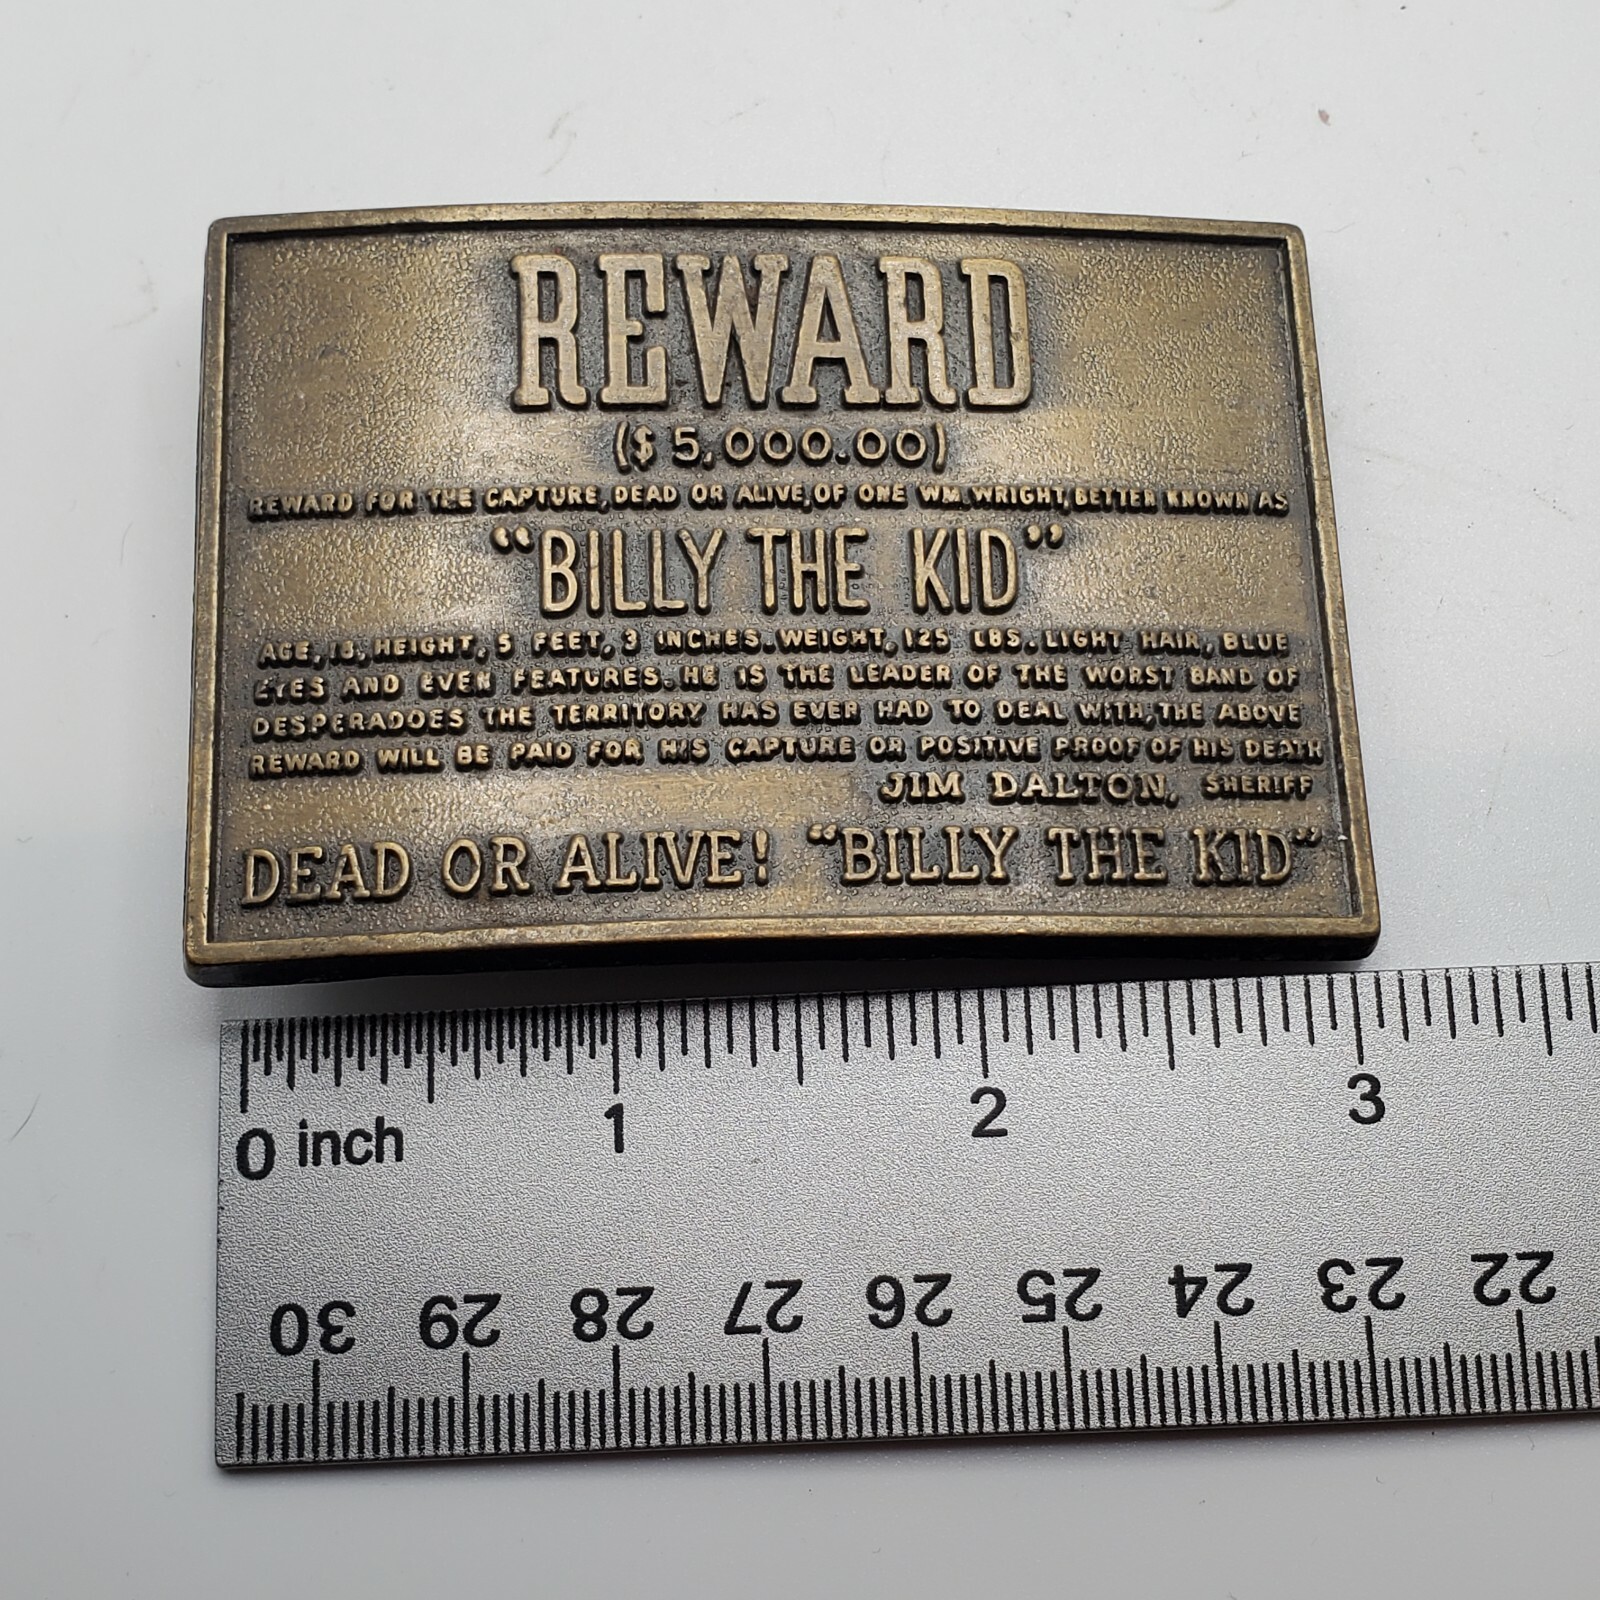 REWARD
($ 5,000.00)
REWARD FOR THE CAPTURE, DEAD OR ALIVE, OF ONE WM. WRIGHT, BETTER KNOWN AS
"BILLY THE KID"
AGE, 18, HEIGHT, 5 FEET, 3 INCHES. WEIGHT, 125 LBS. LIGHT HAIR, BLUE
EYES AND EVEN FEATURES. HE IS THE LEADER OF THE WORST BAND OF
DESPERADOES THE TERRITORY HAS EVER HAD TO DEAL WITH, THE ABOVE
REWARD WILL BE PAID FOR HIS CAPTURE OR POSITIVE PROOF OF HIS DEATH
JIM DALTON, SHERIFF
DEAD OR ALIVE! "BILLY THE KID"
0 inch 1 2 3
30 29 28 27 26 25 24 23 22